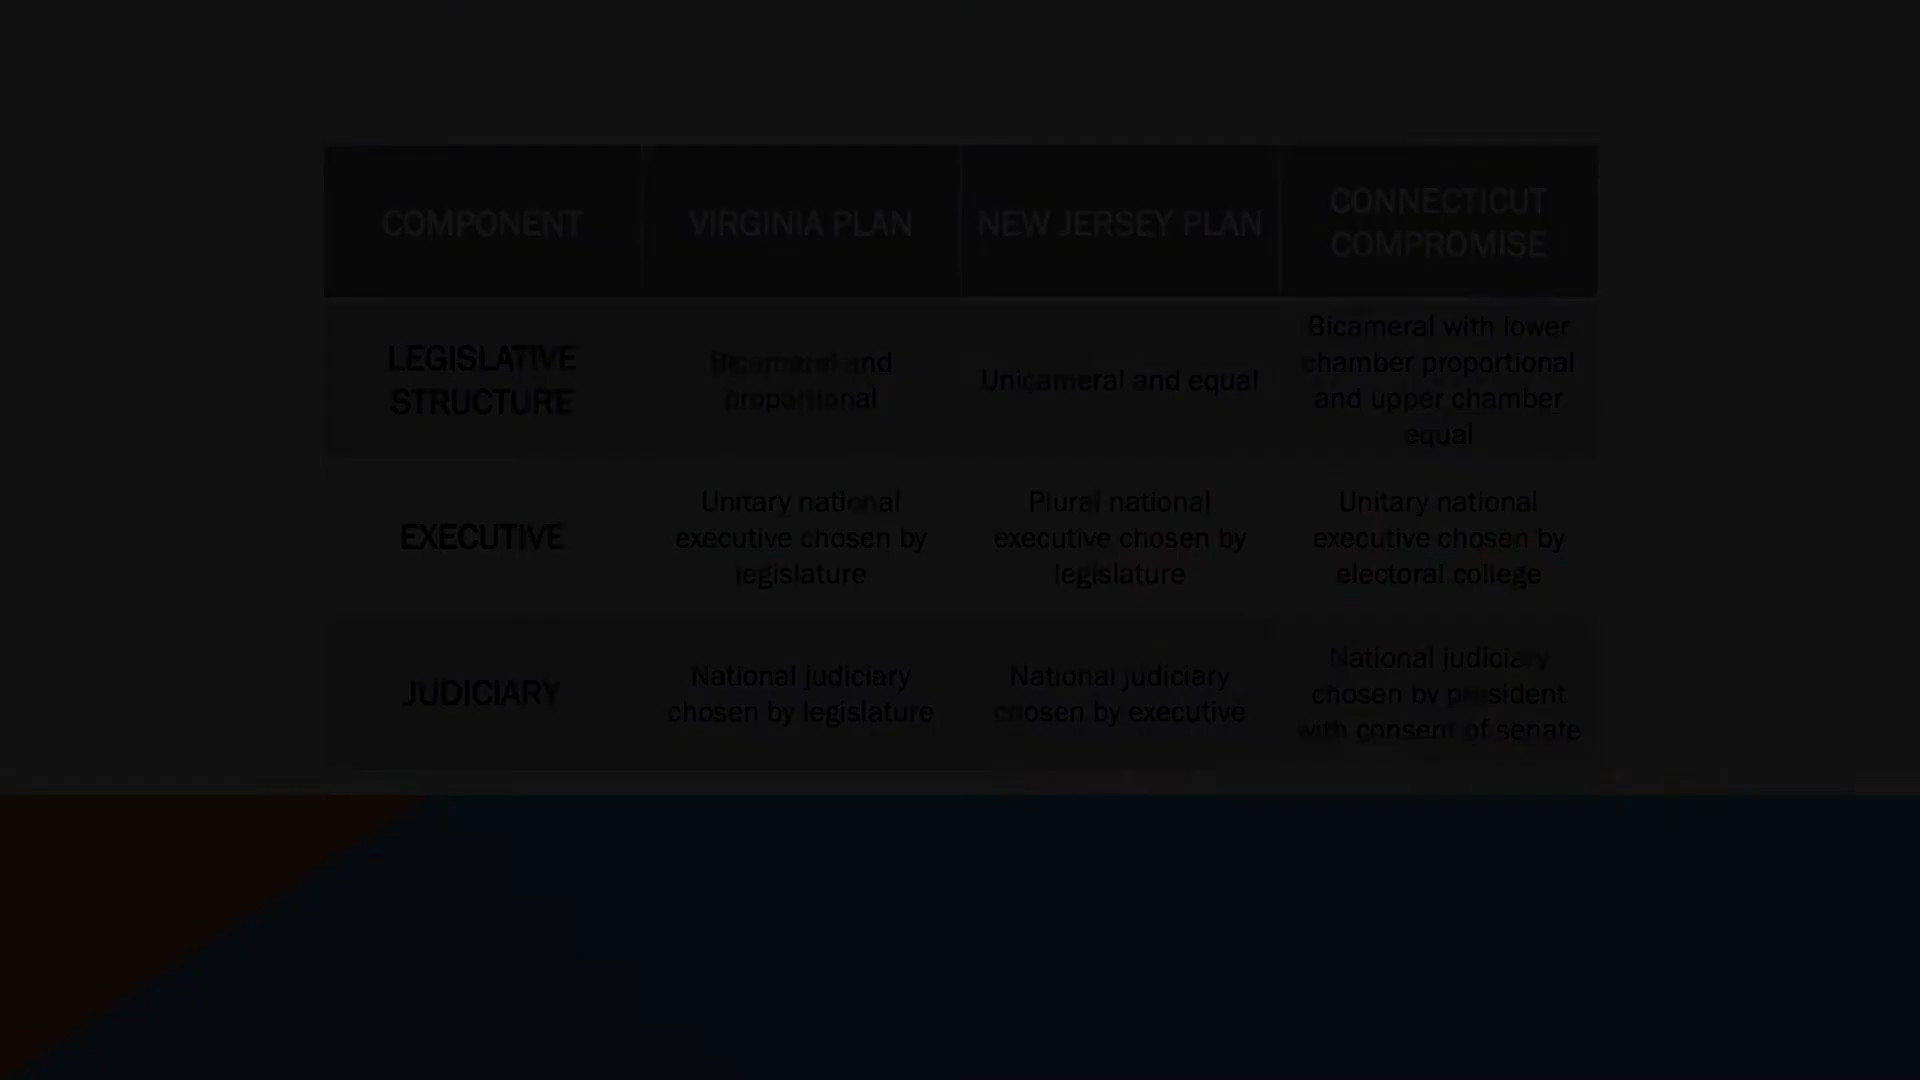 COMPONENT
VIRGINIA PLAN
NEW JERSEY PLAN
CONNECTICUT
COMPROMISE
LEGISLATIVE
STRUCTURE
Bicameral and
proportional
Unicameral and equal
Bicameral with lower
chamber proportional
and upper chamber
equal
EXECUTIVE
Unitary national
executive chosen by
legislature
Plural national
executive chosen by
legislature
Unitary national
executive chosen by
electoral college
JUDICIARY
National judiciary
chosen by legislature
National judiciary
chosen by executive
National judiciary
chosen by president
with consent of senate